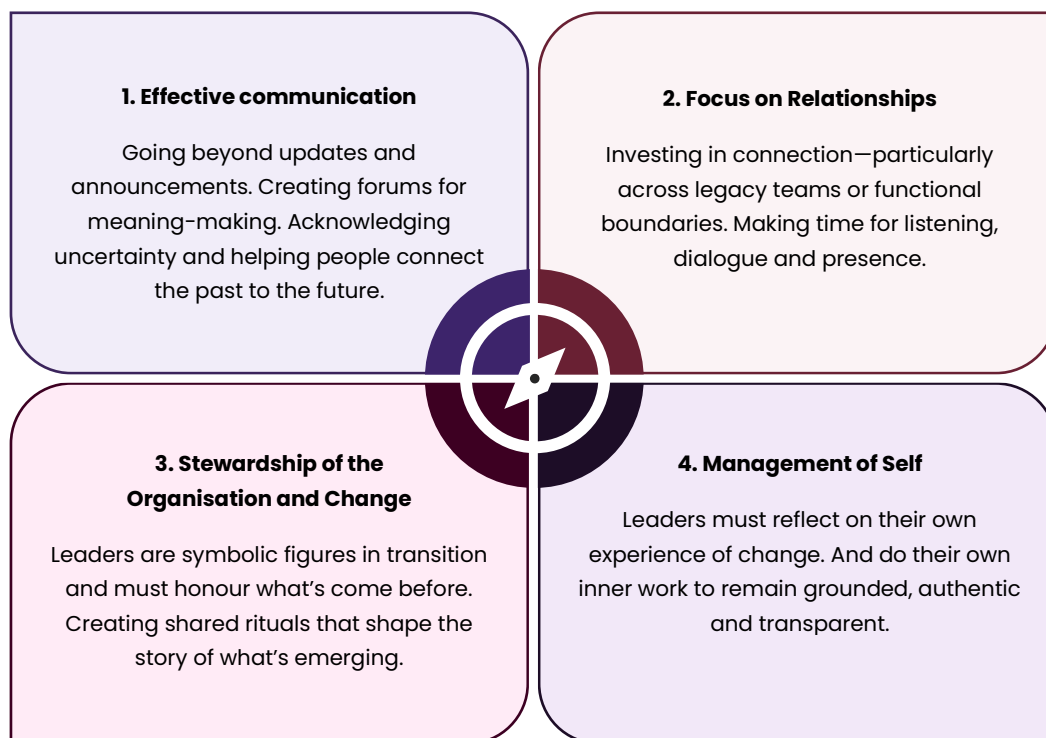 1. Effective communication
Going beyond updates and
announcements. Creating forums for
meaning-making. Acknowledging
uncertainty and helping people connect
the past to the future.
2. Focus on Relationships
Investing in connection—particularly
across legacy teams or functional
boundaries. Making time for listening,
dialogue and presence.
3. Stewardship of the
Organisation and Change
Leaders are symbolic figures in transition
and must honour what’s come before.
Creating shared rituals that shape the
story of what’s emerging.
4. Management of Self
Leaders must reflect on their own
experience of change. And do their own
inner work to remain grounded, authentic
and transparent.